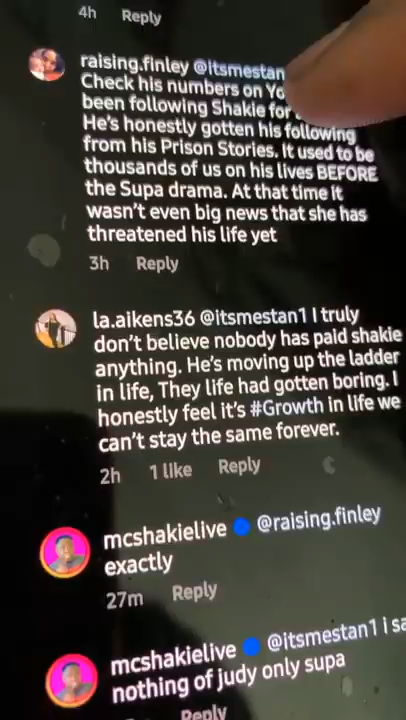 4h Reply
raising.finley @itsmestan
Check his numbers on
been following Shakie for
He's honestly gotten his following
from his Prison Stories. It used to be
thousands of us on his lives BEFORE
the Supa drama. At that time it
wasn't even big news that she has
threatened his life yet
3h Reply
la.aikens36 @itsmestan1 I truly
don't believe nobody has paid shakie
anything. He's moving up the ladder
in life, They life had gotten boring. I
honestly feel it's #Growth in life we
can't stay the same forever.
2h 1 like Reply
mcshakielive @raising.finley
exactly
27m Reply
mcshakielive @itsmestan1 i
nothing of judy only supa
Reply